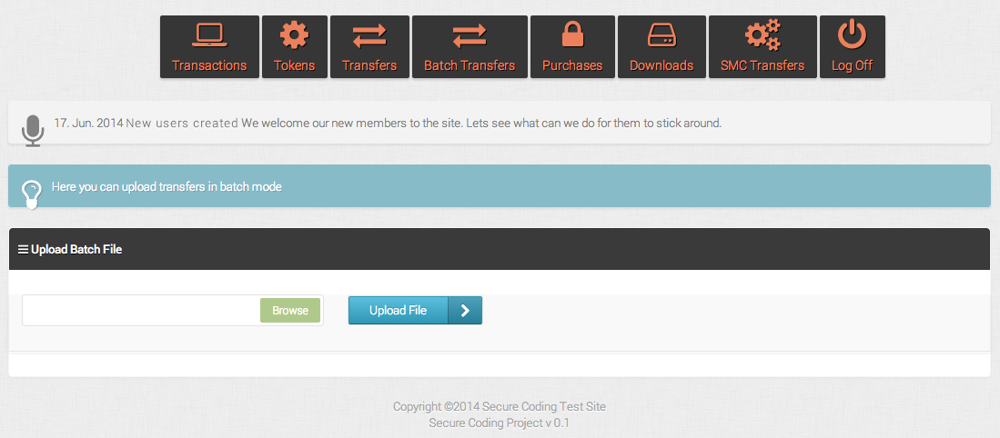 Transactions Tokens Transfers Batch Transfers Purchases Downloads SMC Transfers Log Off
17. Jun. 2014 New users created We welcome our new members to the site. Lets see what can we do for them to stick around.
Here you can upload transfers in batch mode
Upload Batch File
Browse Upload File
Copyright ©2014 Secure Coding Test Site
Secure Coding Project v 0.1